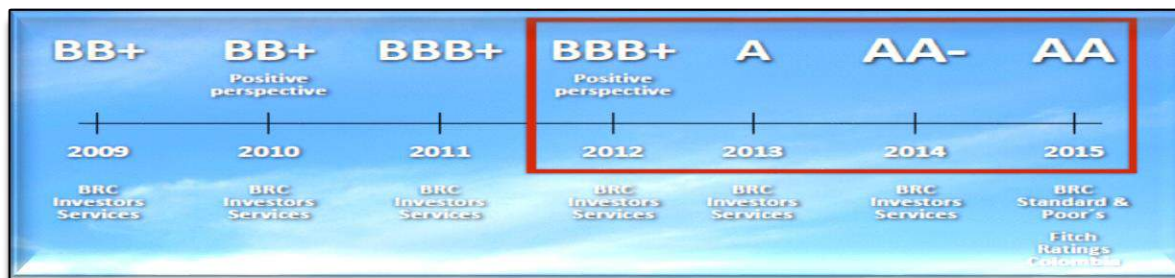 BB+ BB+ BBB+ BBB+ A AA- AA
Positive Positive
perspective perspective
2009 2010 2011 2012 2013 2014 2015
BRC BRC BRC BRC BRC BRC BRC
Investors Investors Investors Investors Investors Investors Standard &
Services Services Services Services Services Services Poor's
Fitch
Ratings
Colombia